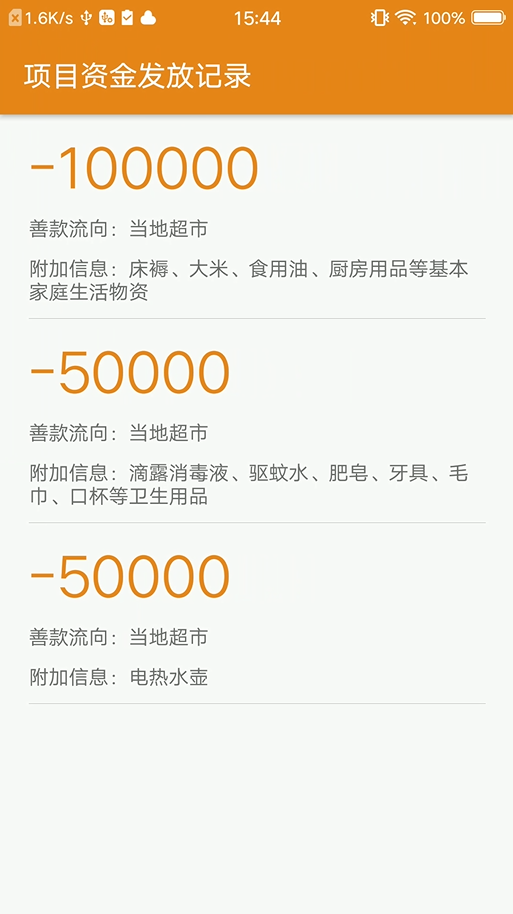 1.6K/s 15:44 100%
项目资金发放记录
-100000
善款流向：当地超市
附加信息：床褥、大米、食用油、厨房用品等基本
家庭生活物资
-50000
善款流向：当地超市
附加信息：滴露消毒液、驱蚊水、肥皂、牙具、毛
巾、口杯等卫生用品
-50000
善款流向：当地超市
附加信息：电热水壶